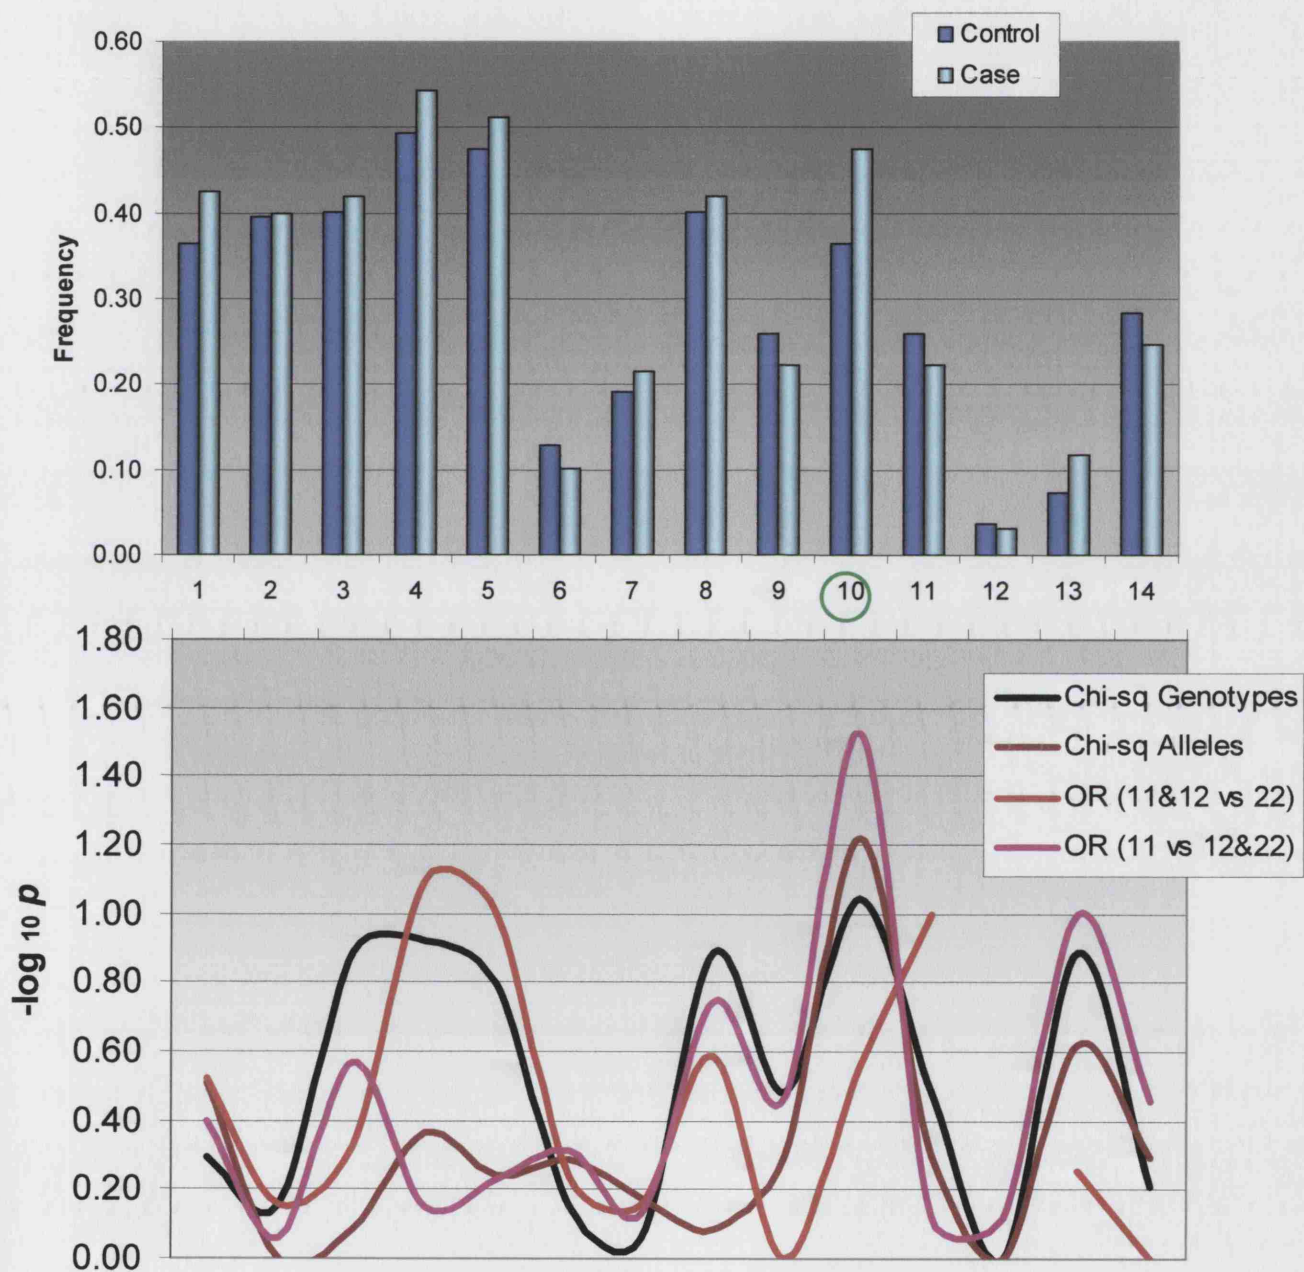 Control
Case
0.60
0.50
0.40
0.30
0.20
0.10
0.00
Frequency
1 2 3 4 5 6 7 8 9 10 11 12 13 14
1.80
1.60
1.40
1.20
1.00
0.80
0.60
0.40
0.20
0.00
-log 10 p
Chi-sq Genotypes
Chi-sq Alleles
OR (11&12 vs 22)
OR (11 vs 12&22)